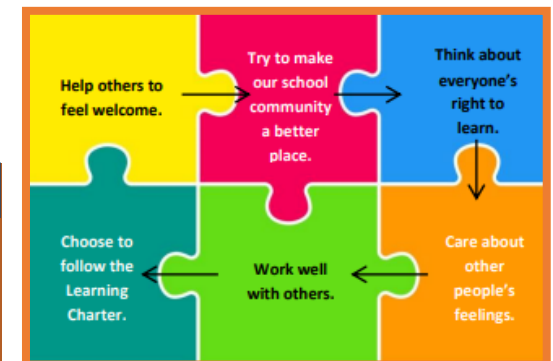 Help others to
feel welcome.
Try to make
our school
community
a better
place.
Think about
everyone's
right to
learn.
Care about
other
people's
feelings.
Work well
with others.
Choose to
follow the
Learning
Charter.